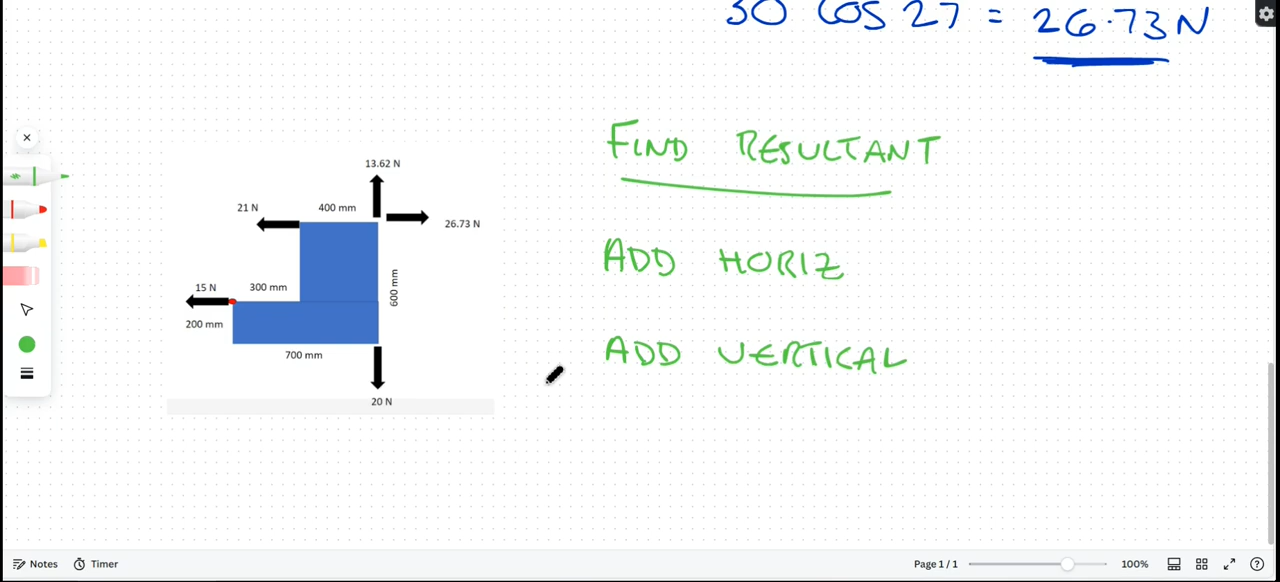 30 cos 27 = 26.73 N
FIND RESULTANT
13.62 N
21 N
400 mm
26.73 N
ADD HORIZ
15 N
300 mm
600 mm
200 mm
700 mm
ADD VERTICAL
20 N
Notes
Timer
Page 1 / 1
100%